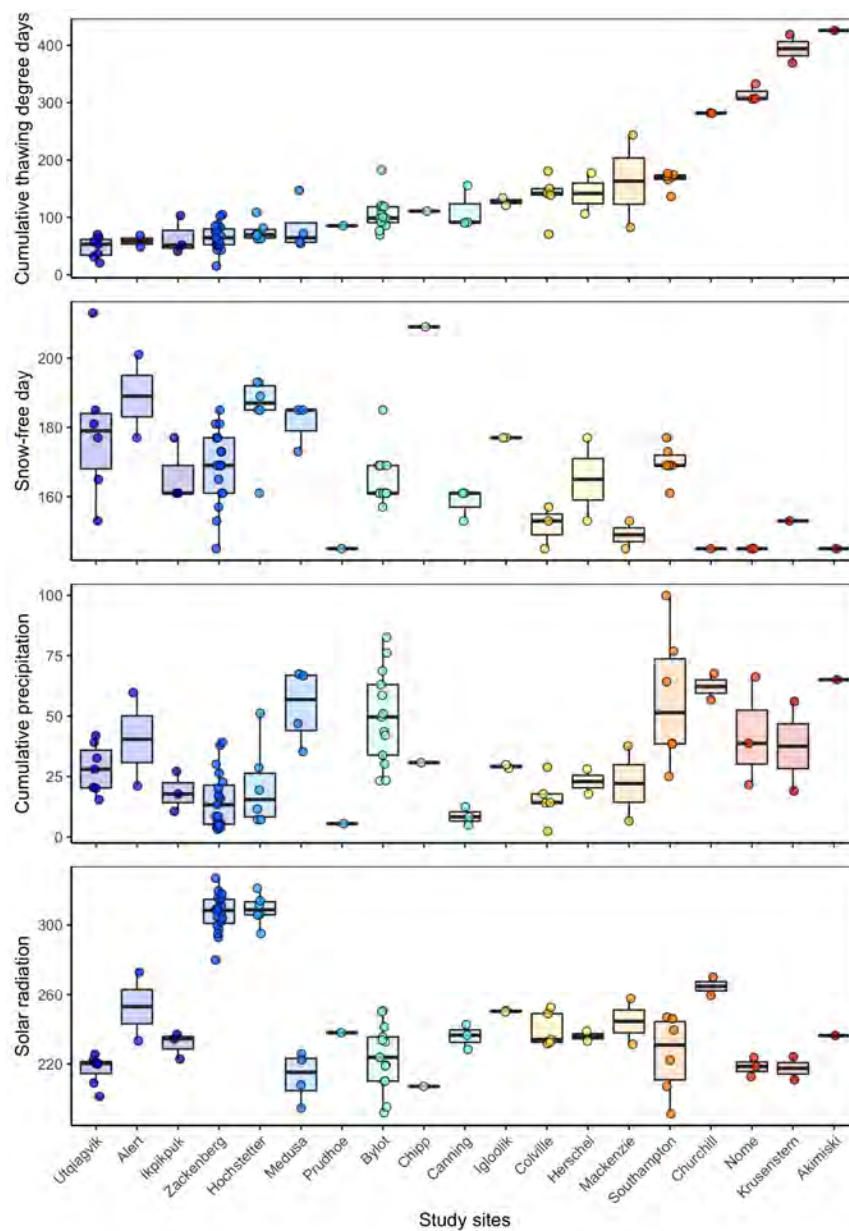 Cumulative thawing degree days
400
300
200
100
0
Snow-free day
200
180
160
Cumulative precipitation
100
75
50
25
0
Solar radiation
300
260
220
Utqiagvik
Alert
Ikpikpuk
Zackenberg
Hochstetter
Medusa
Prudhoe
Bylot
Chipp
Canning
Igloolik
Colville
Herschel
Mackenzie
Southampton
Churchill
Nome
Krusenstern
Akimiski
Study sites